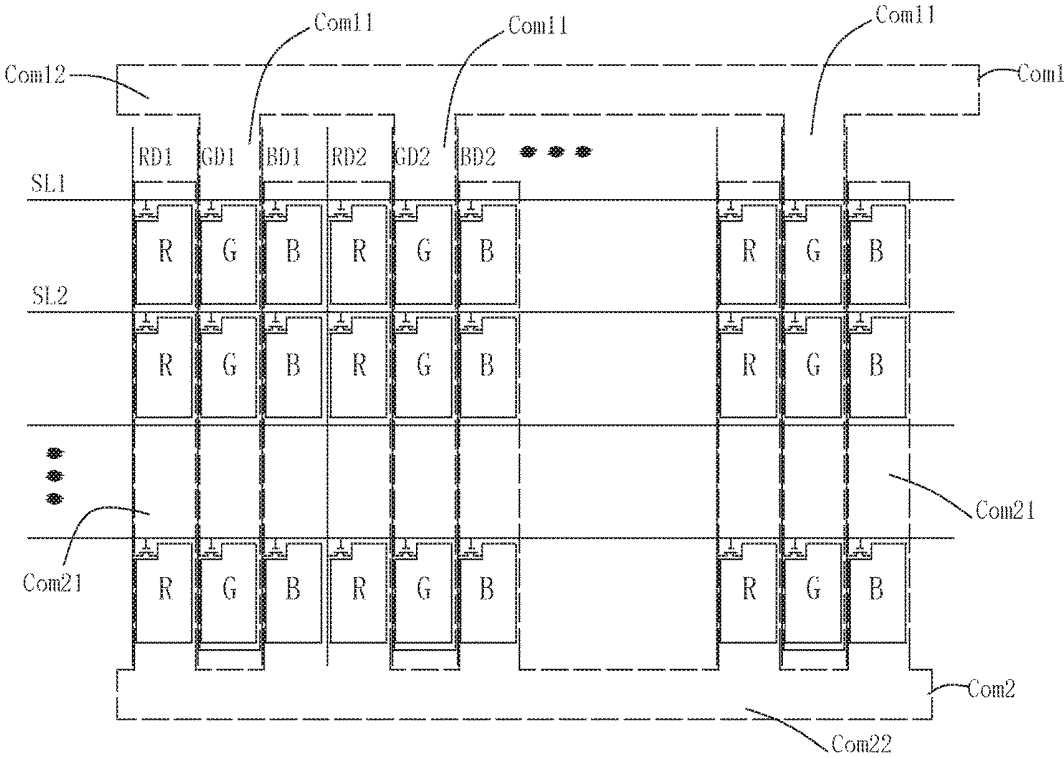 Com11 Com11 Com11
Com12 Com1
RD1 GD1 BD1 RD2 GD2 BD2
SL1
R G B R G B R G B
SL2
R G B R G B R G B
Com21
Com21
R G B R G B R G B
Com2
Com22